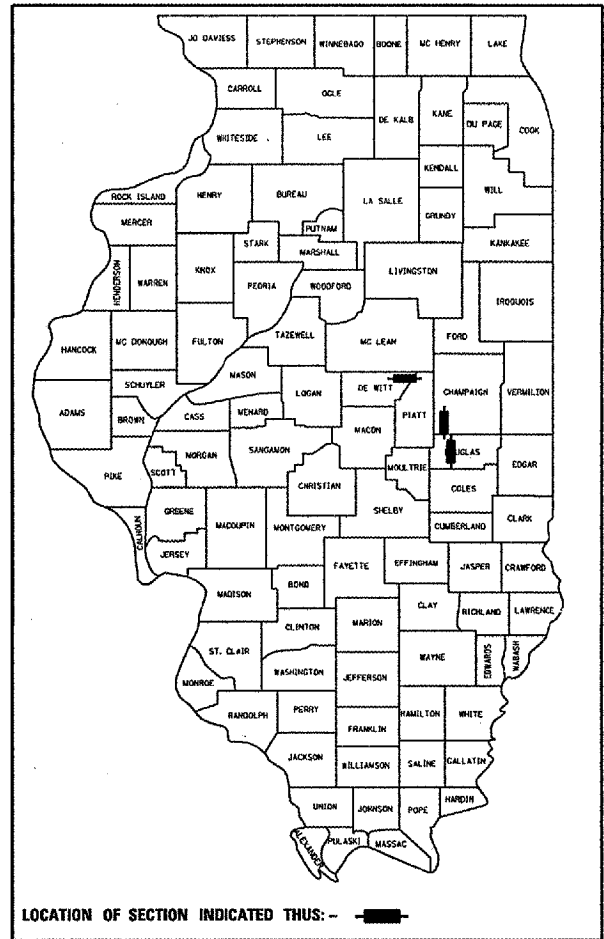 JO DAVIESS STEPHENSON WINNEBAGO BOONE MC HENRY LAKE
CARROLL OGLE
DE KALB KANE DU PAGE COOK
WHITESIDE LEE
KENDALL WILL
ROCK ISLAND HENRY BUREAU LA SALLE GRUNDY
MERCER PUTNAM
STARK MARSHALL KANKAKEE
HENDERSON WARREN KNOX PEORIA WOODFORD LIVINGSTON
IROQUOIS
FORD
TAZEWELL MC LEAN
HANCOCK MC DONOUGH FULTON
MASON
SCHUYLER LOGAN DE WITT CHAMPAIGN VERMILION
ADAMS BROWN CASS MENARD PIATT
MACON
MORGAN SANGAMON UGLAS
PIKE SCOTT CHRISTIAN MOULTRIE EDGAR
COLES
GREENE SHELBY
CALHOUN MACOUPIN MONTGOMERY CUMBERLAND CLARK
JERSEY
FAYETTE EFFINGHAM JASPER CRAWFORD
MADISON BOND
CLAY
CLINTON MARION RICHLAND LAWRENCE
ST. CLAIR WAYNE EDWARDS WABASH
WASHINGTON JEFFERSON
MONROE
RANDOLPH PERRY HAMILTON WHITE
FRANKLIN
JACKSON WILLIAMSON SALINE GALLATIN
UNION JOHNSON POPE HARDIN
ALEXANDER PULASKI MASSAC
LOCATION OF SECTION INDICATED THUS: -